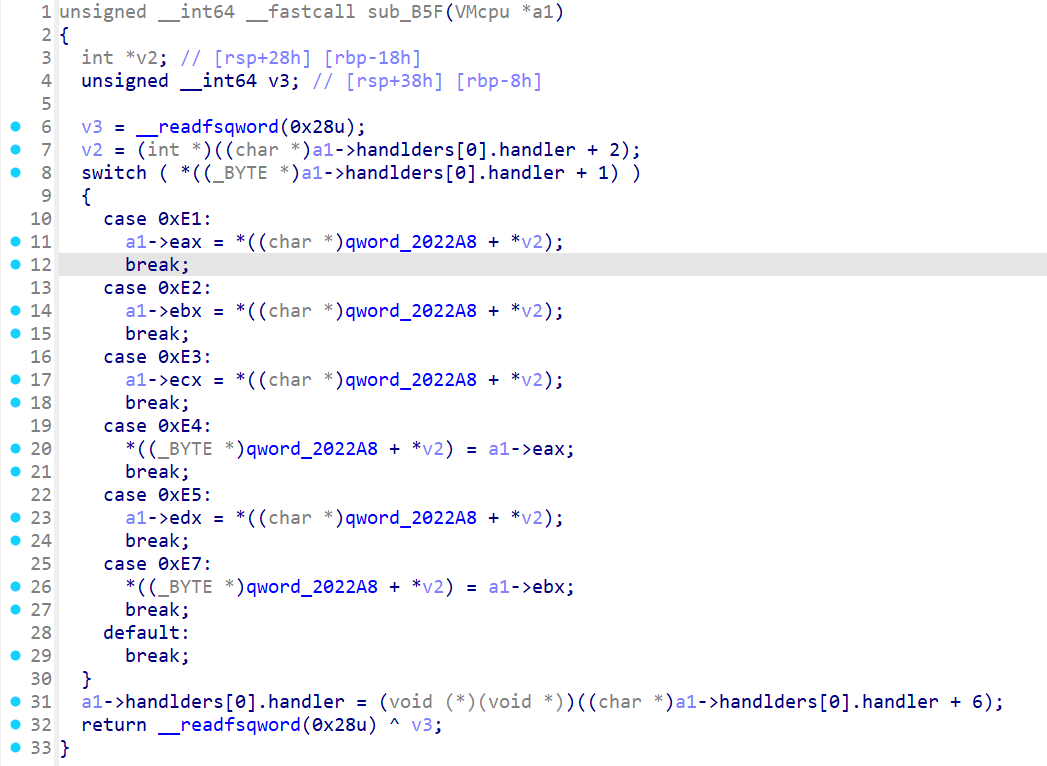 1 unsigned __int64 __fastcall sub_B5F(VMcpu *a1)
2 {
3   int *v2; // [rsp+28h] [rbp-18h]
4   unsigned __int64 v3; // [rsp+38h] [rbp-8h]
5
6   v3 = __readfsqword(0x28u);
7   v2 = (int *)((char *)a1->handlders[0].handler + 2);
8   switch ( *((_BYTE *)a1->handlders[0].handler + 1) )
9   {
10     case 0xE1:
11       a1->eax = *((char *)qword_2022A8 + *v2);
12       break;
13     case 0xE2:
14       a1->ebx = *((char *)qword_2022A8 + *v2);
15       break;
16     case 0xE3:
17       a1->ecx = *((char *)qword_2022A8 + *v2);
18       break;
19     case 0xE4:
20       *((_BYTE *)qword_2022A8 + *v2) = a1->eax;
21       break;
22     case 0xE5:
23       a1->edx = *((char *)qword_2022A8 + *v2);
24       break;
25     case 0xE7:
26       *((_BYTE *)qword_2022A8 + *v2) = a1->ebx;
27       break;
28     default:
29       break;
30   }
31   a1->handlders[0].handler = (void (*)(void *))((char *)a1->handlders[0].handler + 6);
32   return __readfsqword(0x28u) ^ v3;
33 }